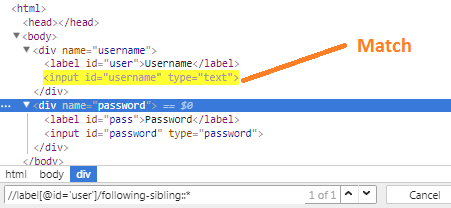 <html>
<head></head>
<body>
<div name="username">
<label id="user">Username</label>
<input id="username" type="text">
</div>
... <div name="password"> == $0
<label id="pass">Password</label>
<input id="password" type="password">
</div>
</body>
Match
html body div
//label[@id='user']/following-sibling::* 1 of 1 Cancel